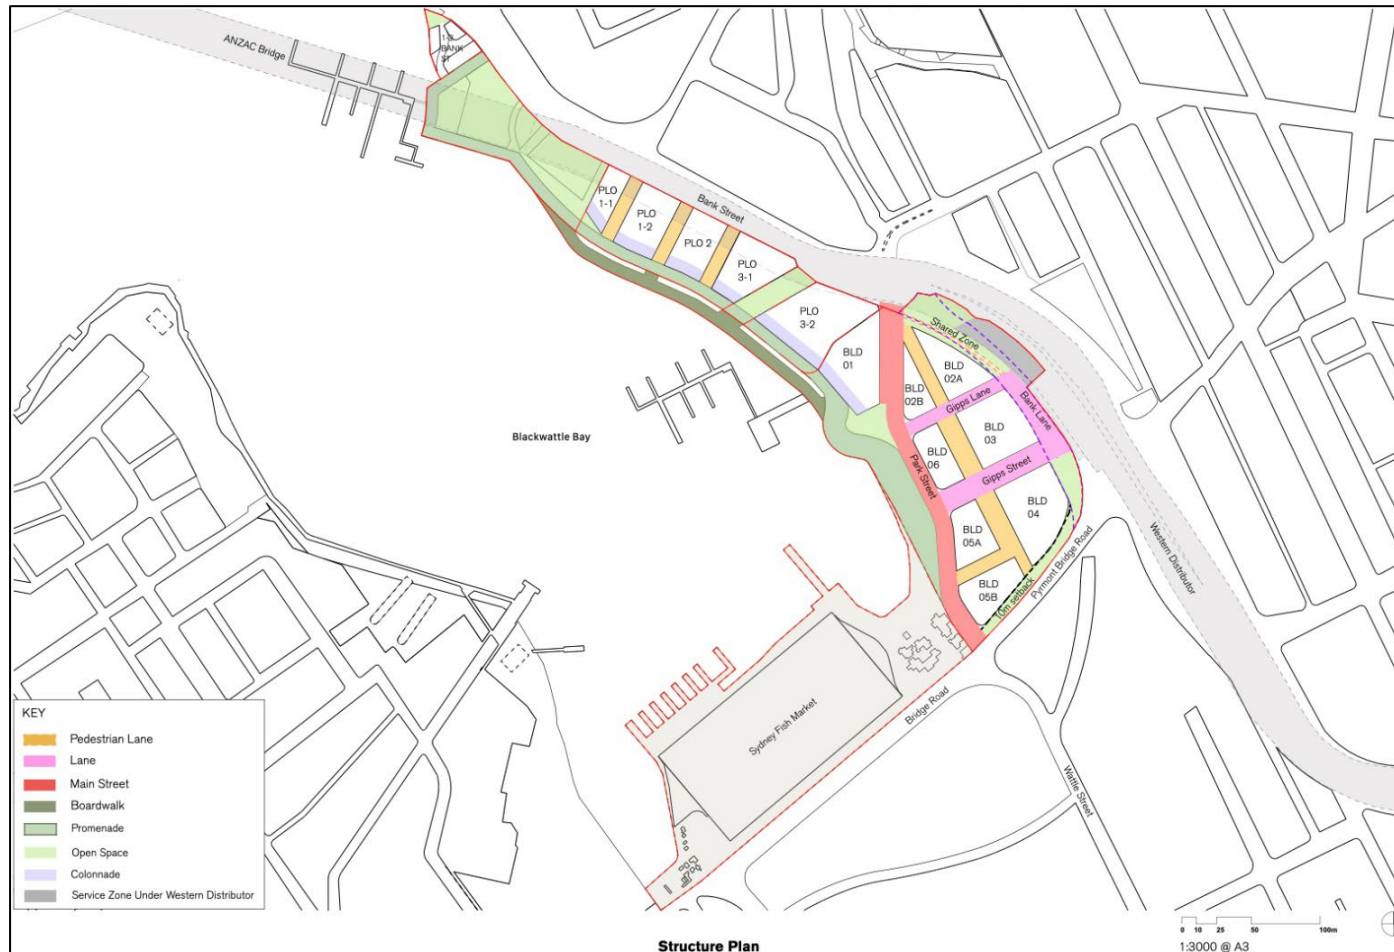 ANZAC Bridge
1-3
BANK
ST
PLO
1-1
PLO
1-2
PLO 2
PLO
3-1
PLO
3-2
Bank Street
BLD
01
Shared Zone
BLD
02A
BLD
02B
Gipps Lane
Bank Lane
BLD
03
BLD
06
Park Street
Gipps Street
BLD
04
BLD
05A
BLD
05B
10m setback
Pyrmont Bridge Road
Western Distributor
Blackwattle Bay
Sydney Fish Market
Bridge Road
Wattle Street
KEY
Pedestrian Lane
Lane
Main Street
Boardwalk
Promenade
Open Space
Colonnade
Service Zone Under Western Distributor
Structure Plan
0 10 25 50 100m
1:3000 @ A3